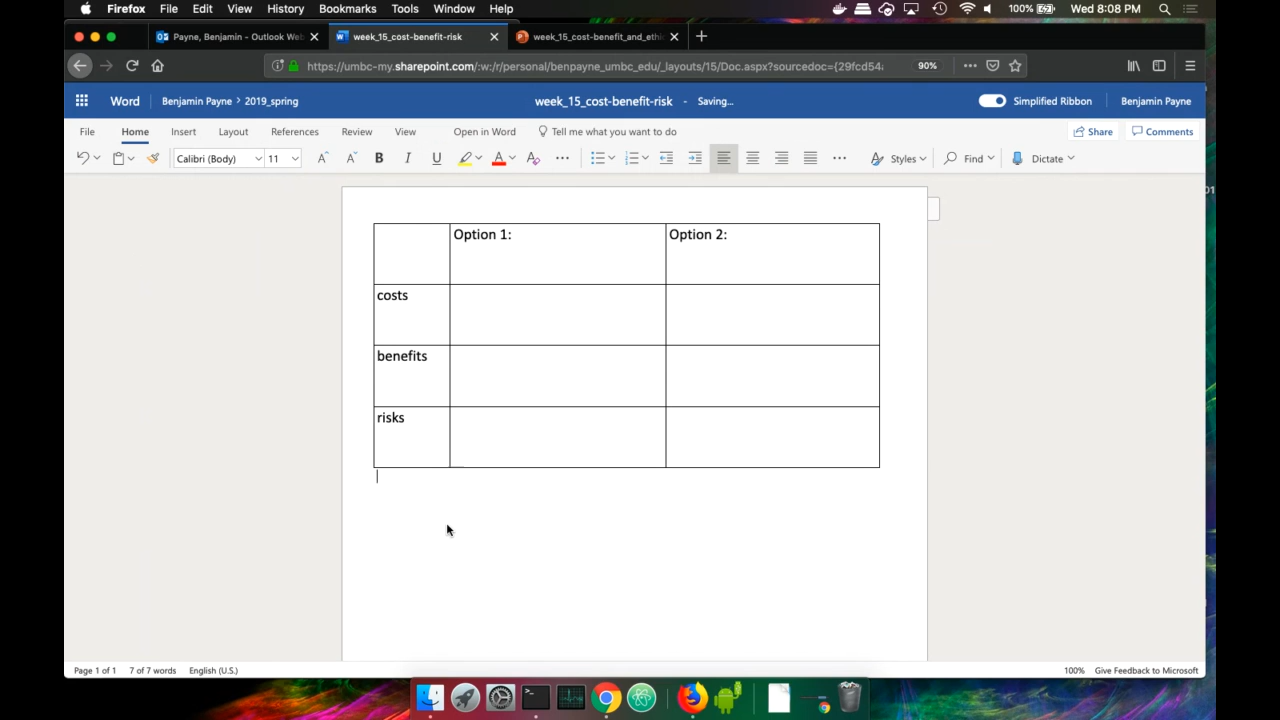 Firefox File Edit View History Bookmarks Tools Window Help 100% Wed 8:08 PM
Payne, Benjamin - Outlook Web week_15_cost-benefit-risk week_15_cost-benefit_and_ethi
https://umbc-my.sharepoint.com/:w:/r/personal/benpayne_umbc_edu/_layouts/15/Doc.aspx?sourcedoc={29fcd54 90%
Word Benjamin Payne > 2019_spring week_15_cost-benefit-risk - Saving... Simplified Ribbon Benjamin Payne
File Home Insert Layout References Review View Open in Word Tell me what you want to do Share Comments
Calibri (Body) 11 A A B I U A A Styles Find Dictate
Option 1: Option 2:
costs
benefits
risks
Page 1 of 1 7 of 7 words English (U.S.) 100% Give Feedback to Microsoft